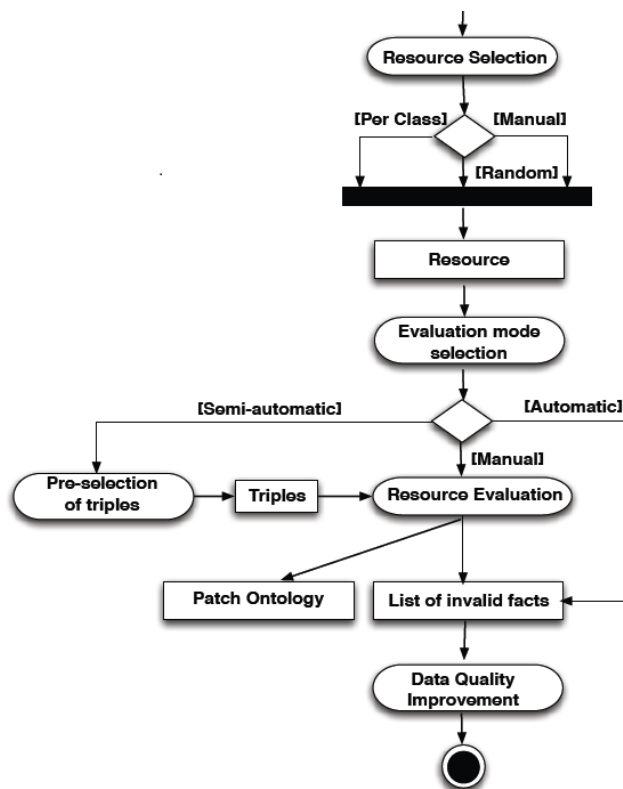 Resource Selection
[Per Class]
[Manual]
[Random]
Resource
Evaluation mode
selection
[Semi-automatic]
[Automatic]
[Manual]
Pre-selection
of triples
Triples
Resource Evaluation
Patch Ontology
List of invalid facts
Data Quality
Improvement